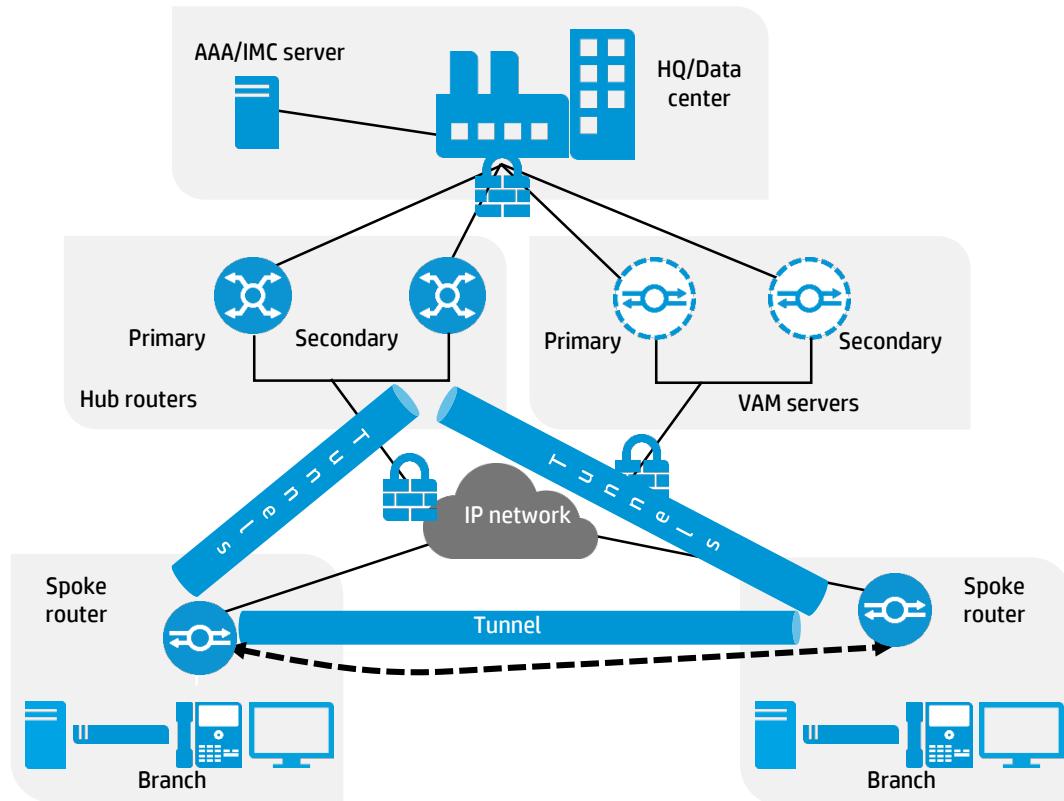 AAA/IMC server
HQ/Data
center
Primary
Secondary
Hub routers
Primary
Secondary
VAM servers
Tunnels
Tunnels
IP network
Spoke
router
Tunnel
Spoke
router
Branch
Branch